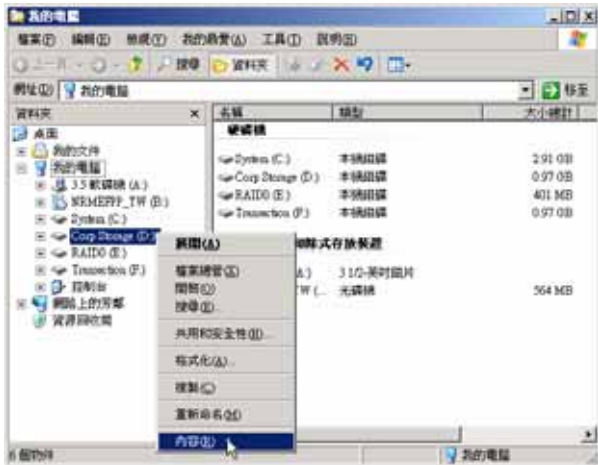 我的電腦
檔案(F) 編輯(E) 檢視(V) 我的最愛(A) 工具(T) 說明(H)
上一頁 搜尋 資料夾
網址(D) 我的電腦 移至
資料夾 × 名稱 類型 大小總計
桌面
我的文件
我的電腦
3.5 軟碟機 (A:)
NRMEFPP_TW (B:)
System (C:)
Corp Storage (D:)
RAID0 (E:)
Transaction (F:)
控制台
網路上的芳鄰
資源回收筒
硬碟機
System (C:) 本機磁碟 2.91 GB
Corp Storage (D:) 本機磁碟 0.97 GB
RAID0 (E:) 本機磁碟 401 MB
Transaction (F:) 本機磁碟 0.97 GB
卸除式存放裝置
A:) 3 1/2-英吋磁片
TW (... 光碟機 564 MB
展開(A)
檔案總管(X)
開啟(O)
搜尋(E)...
共用和安全性(H)...
格式化(A)...
複製(C)
重新命名(M)
內容(R)
6 個物件 我的電腦